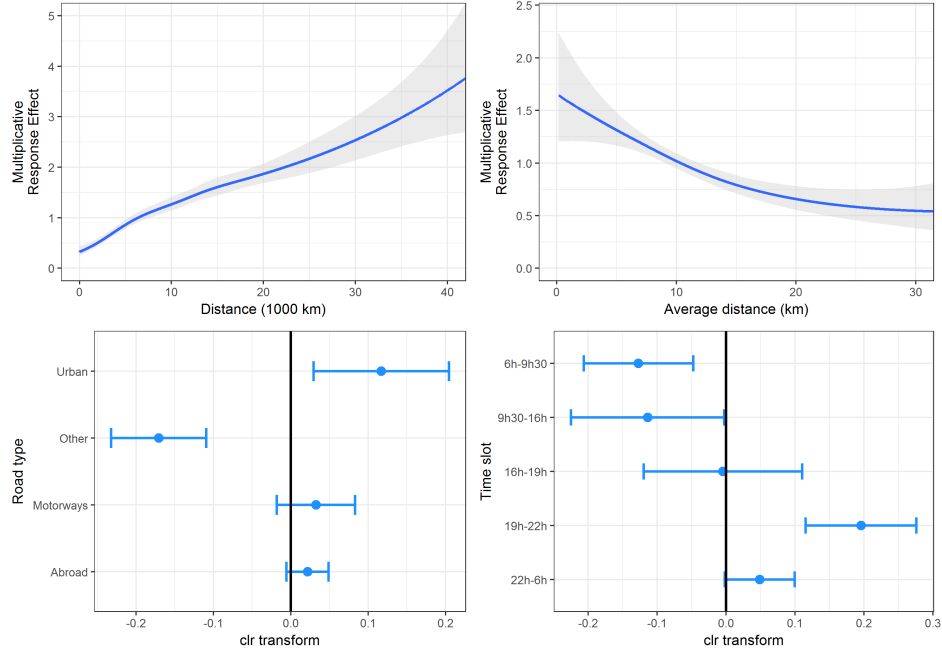 Multiplicative
Response Effect
5
4
3
2
1
0
0 10 20 30 40
Distance (1000 km)
Multiplicative
Response Effect
2.5
2.0
1.5
1.0
0.5
0.0
0 10 20 30
Average distance (km)
Road type
Urban
Other
Motorways
Abroad
-0.2 -0.1 0.0 0.1 0.2
clr transform
Time slot
6h-9h30
9h30-16h
16h-19h
19h-22h
22h-6h
-0.2 -0.1 0.0 0.1 0.2 0.3
clr transform